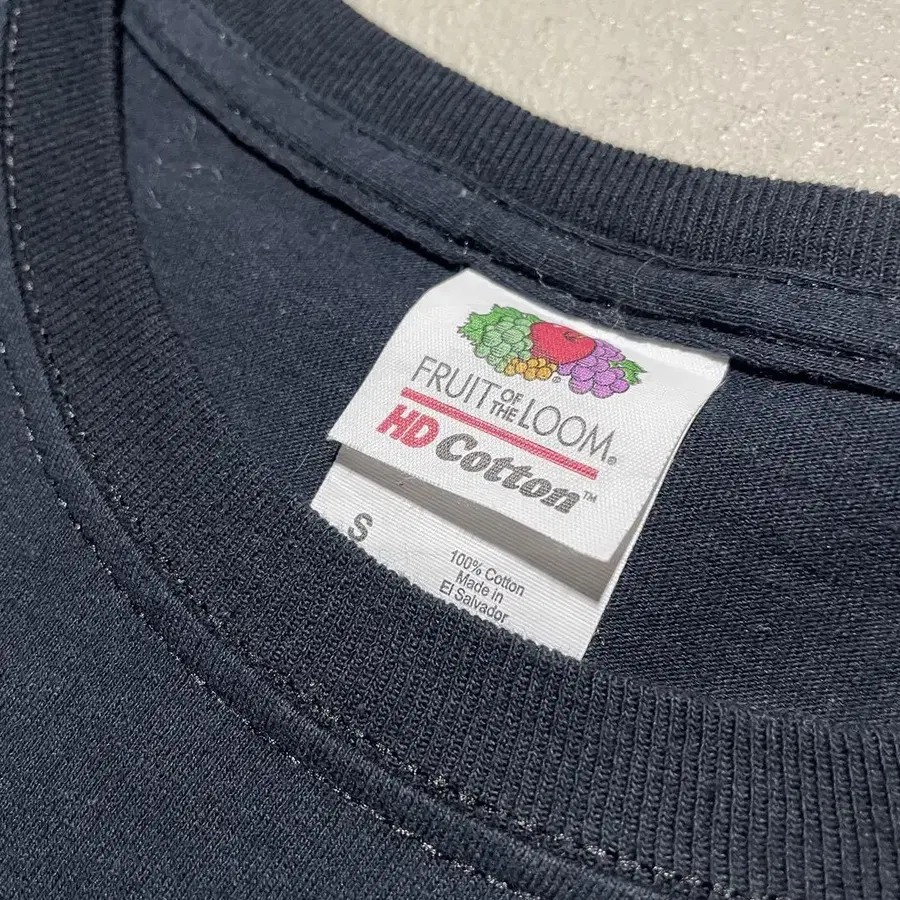 FRUIT OF THE LOOM®
HD Cotton™
S
100% Cotton
Made in
El Salvador